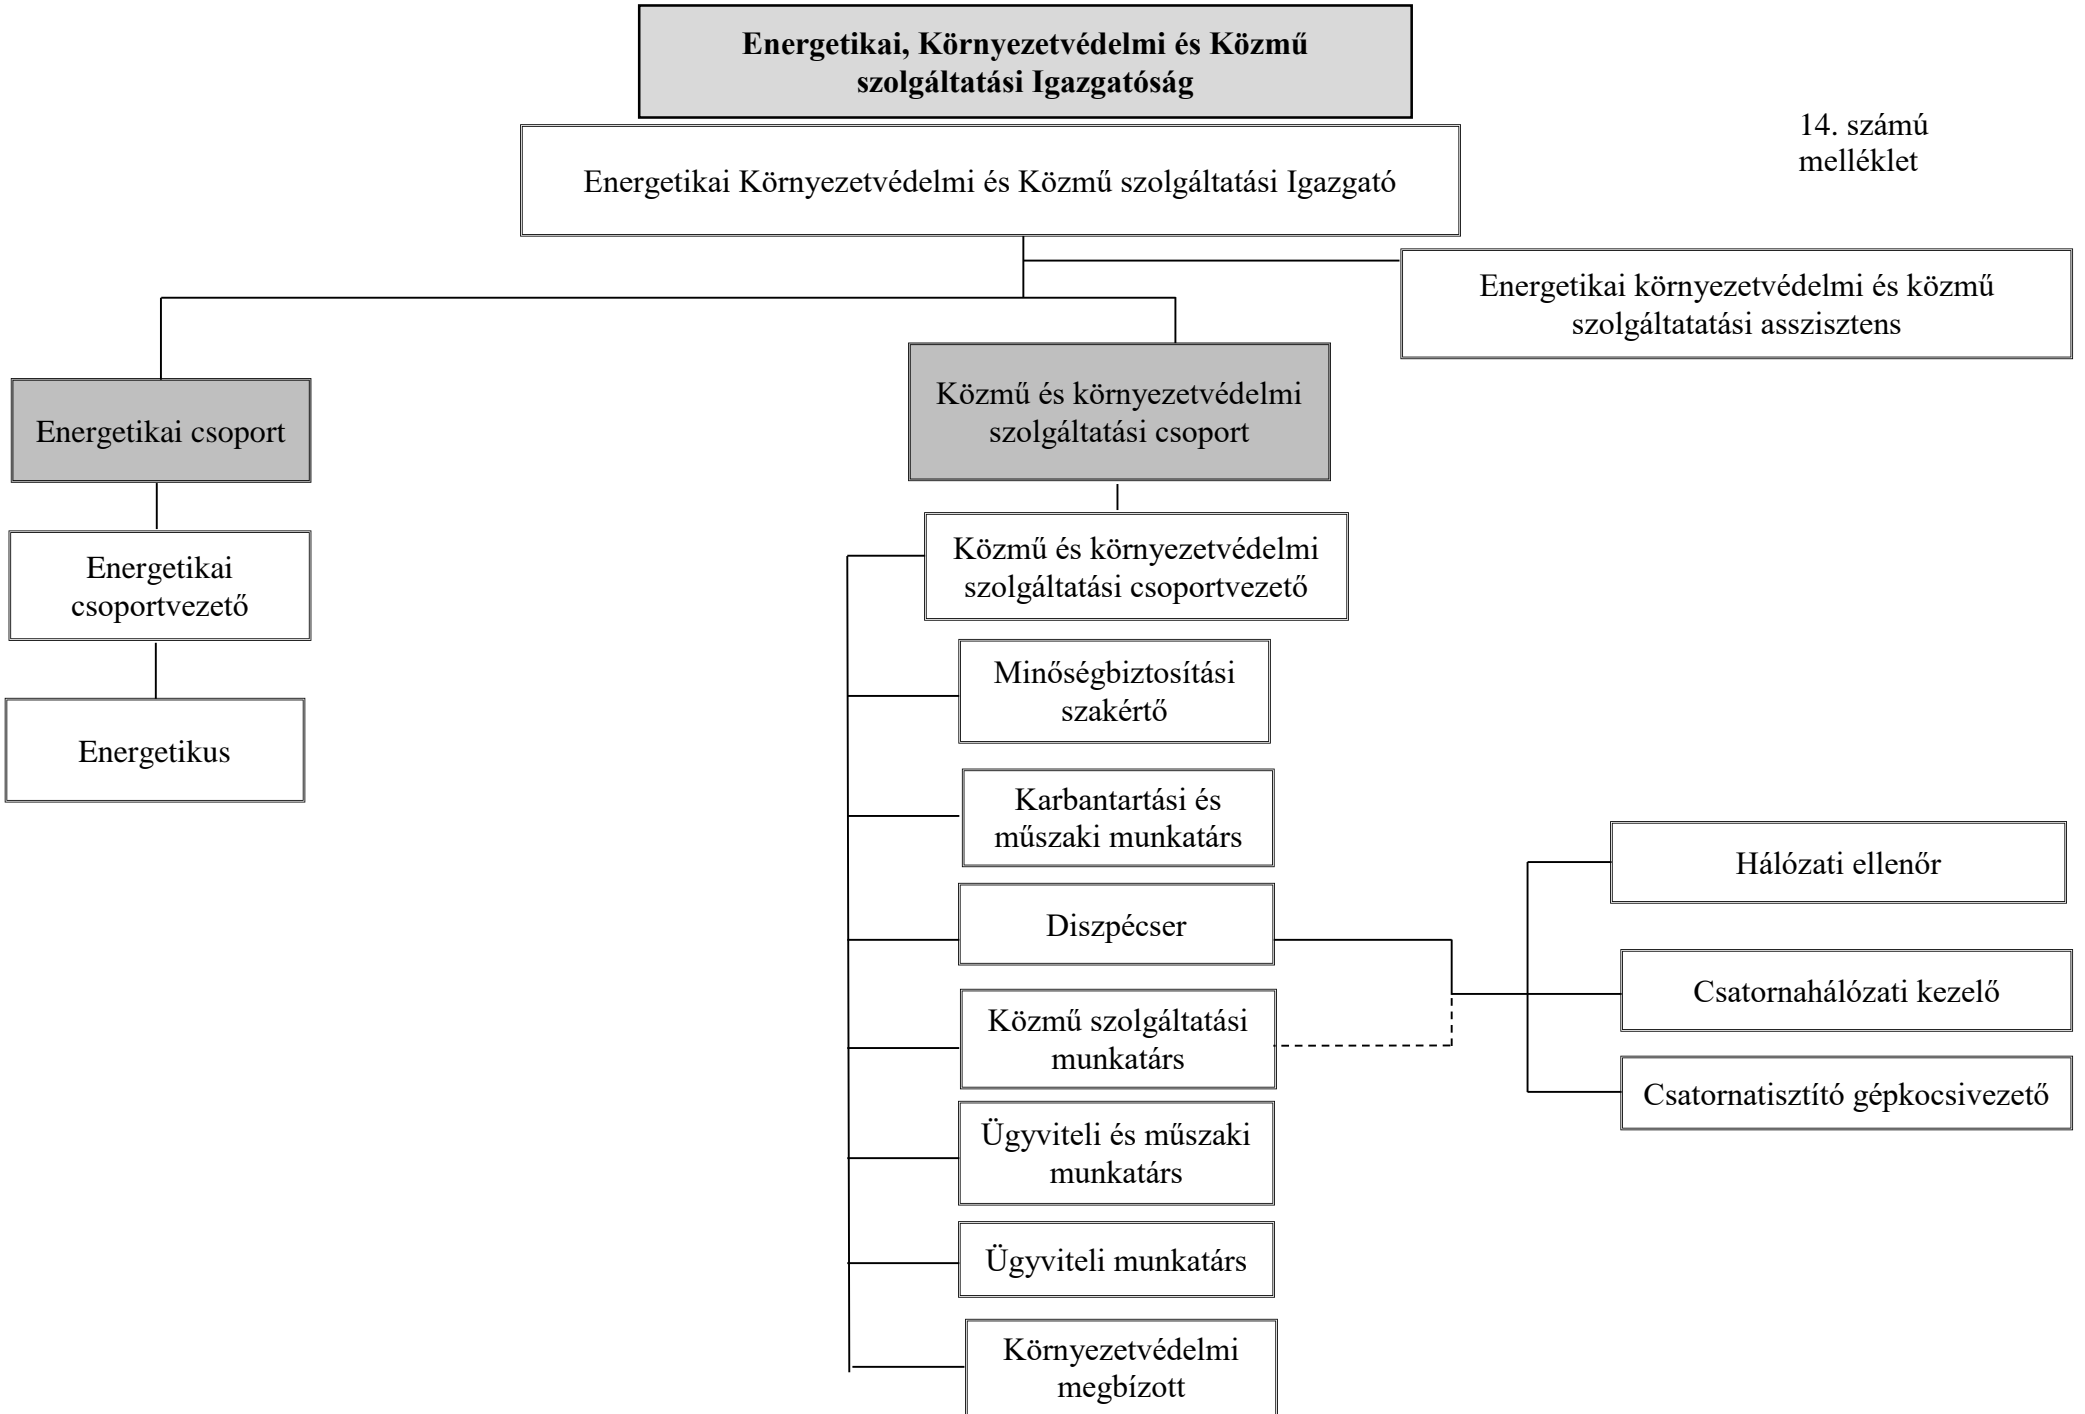 Energetikai, Környezetvédelmi és Közmű
szolgáltatási Igazgatóság
14. számú
melléklet
Energetikai Környezetvédelmi és Közmű szolgáltatási Igazgató
Energetikai környezetvédelmi és közmű
szolgáltatatási asszisztens
Energetikai csoport
Közmű és környezetvédelmi
szolgáltatási csoport
Energetikai
csoportvezető
Energetikus
Közmű és környezetvédelmi
szolgáltatási csoportvezető
Minőségbiztosítási
szakértő
Karbantartási és
műszaki munkatárs
Diszpécser
Közmű szolgáltatási
munkatárs
Ügyviteli és műszaki
munkatárs
Ügyviteli munkatárs
Környezetvédelmi
megbízott
Hálózati ellenőr
Csatornahálózati kezelő
Csatornatisztító gépkocsivezető